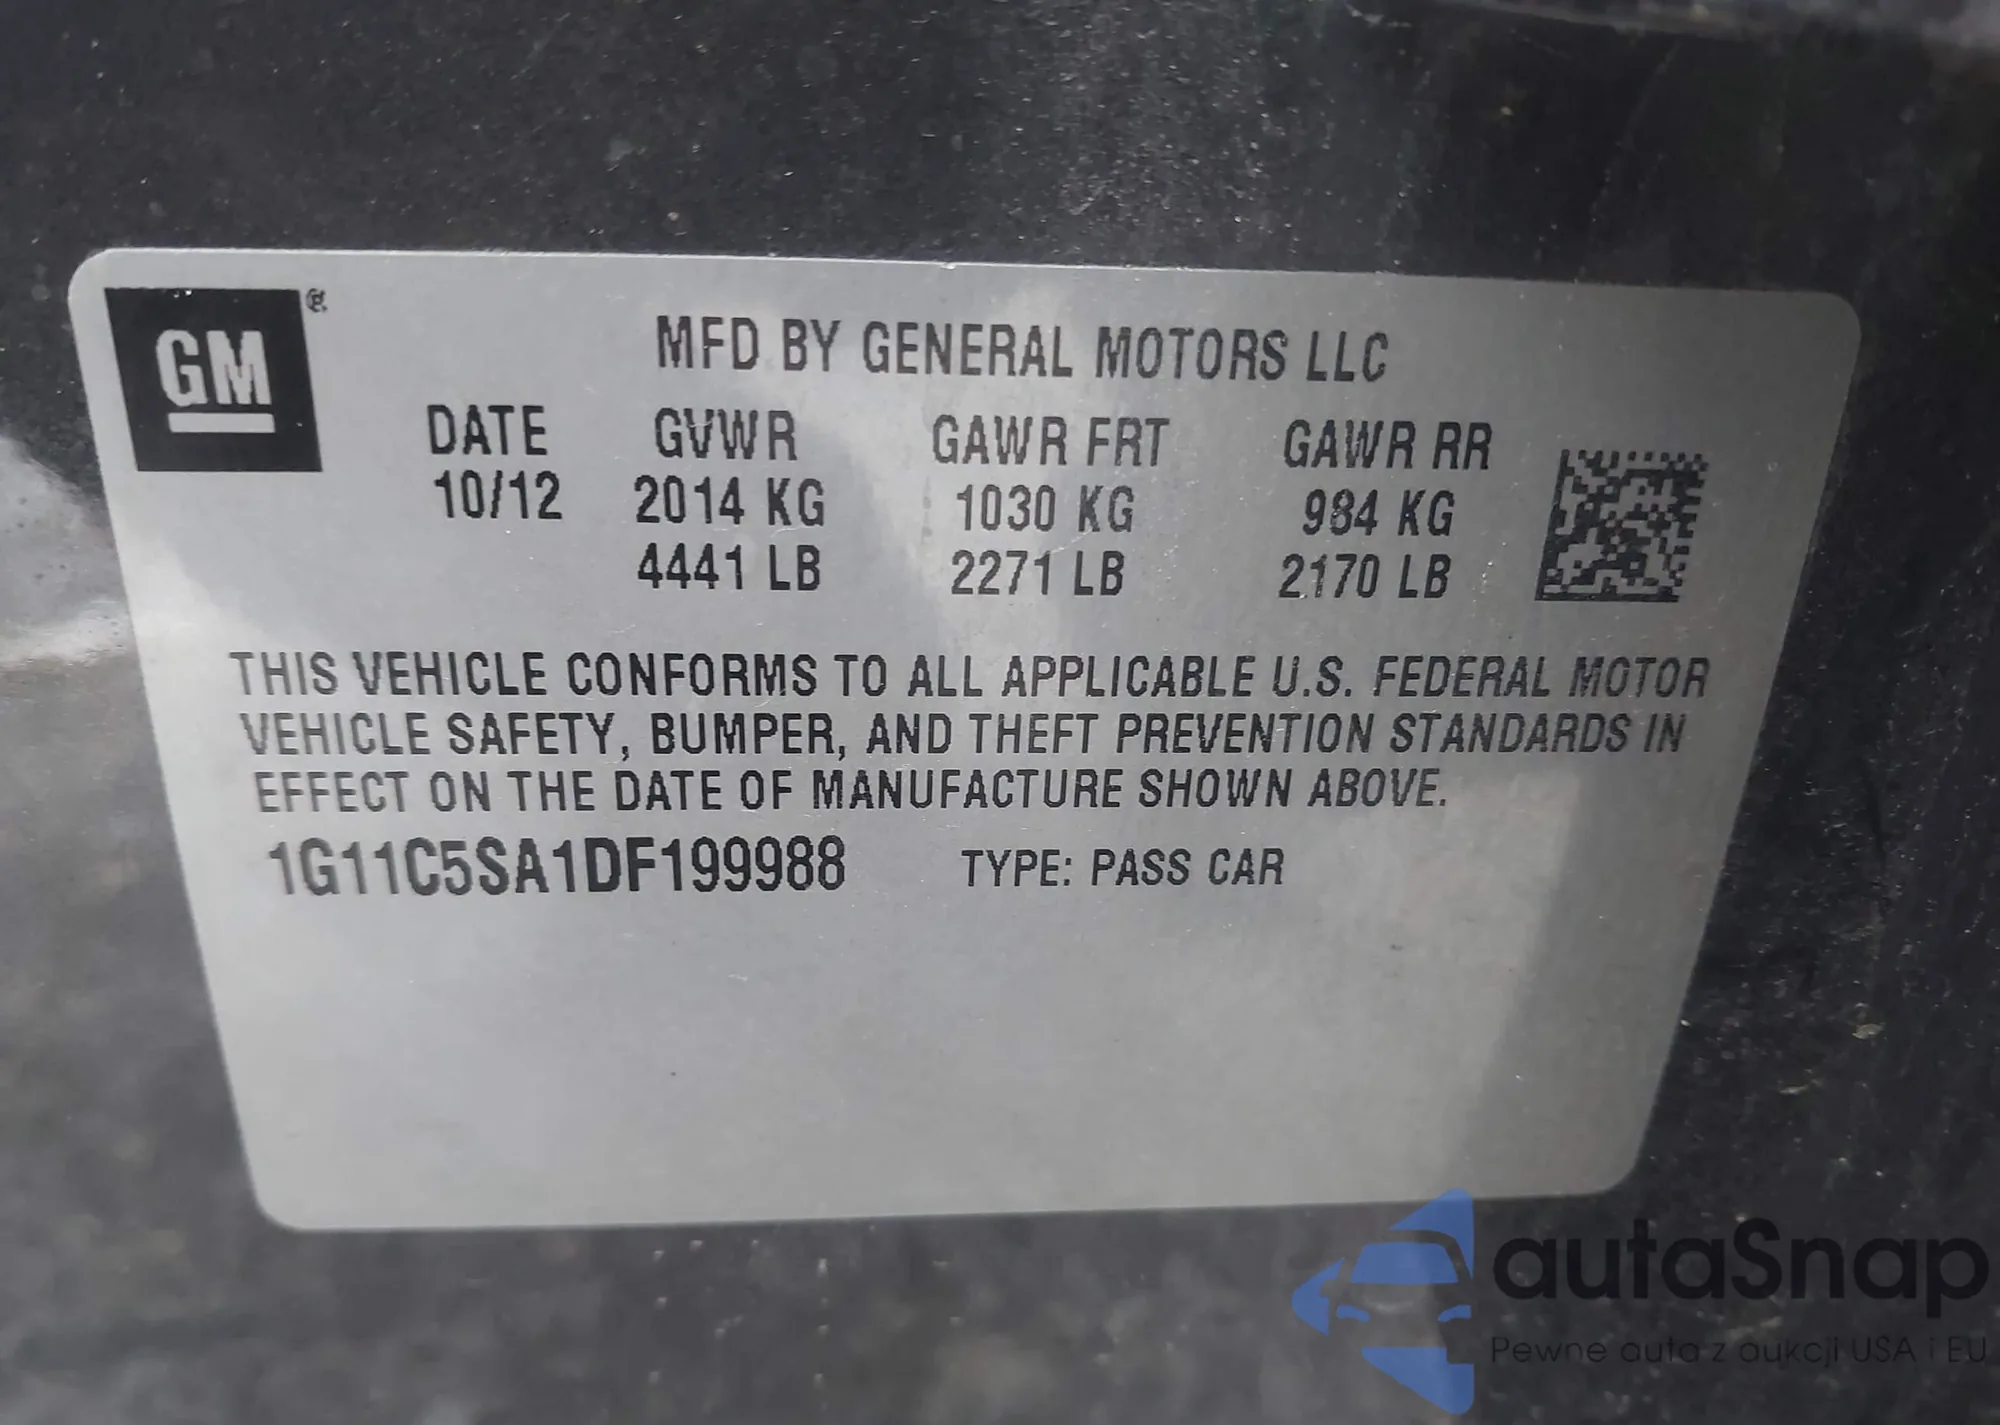 GM®
MFD BY GENERAL MOTORS LLC
DATE GVWR GAWR FRT GAWR RR
10/12 2014 KG 1030 KG 984 KG
4441 LB 2271 LB 2170 LB
THIS VEHICLE CONFORMS TO ALL APPLICABLE U.S. FEDERAL MOTOR
VEHICLE SAFETY, BUMPER, AND THEFT PREVENTION STANDARDS IN
EFFECT ON THE DATE OF MANUFACTURE SHOWN ABOVE.
1G11C5SA1DF199988 TYPE: PASS CAR
autaSnap
Pewne auta z aukcji USA i EU